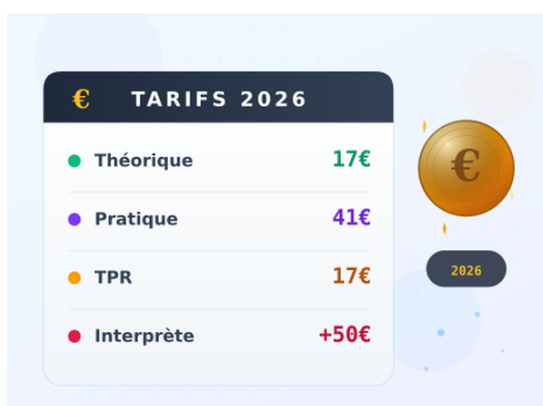 € TARIFS 2026
Théorique 17€
Pratique 41€
TPR 17€
Interprète +50€
€
2026